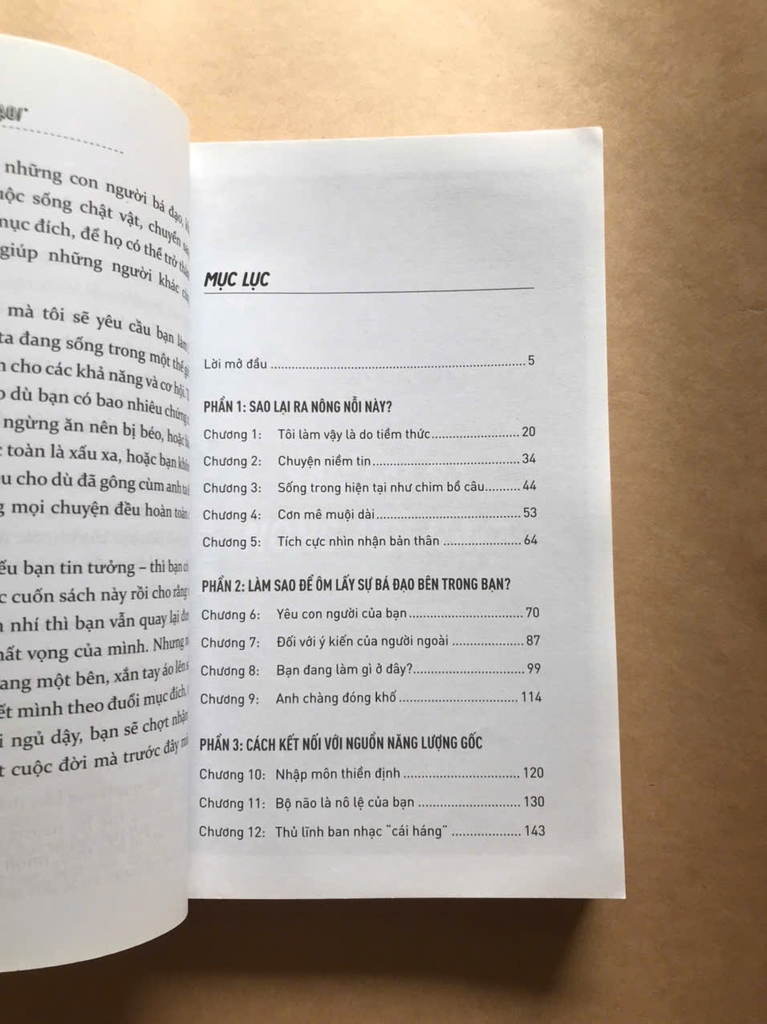 những con người bá đạo,
sống chật vật, chuyển
mục đích, để họ có thể trở
giúp những người khác
mà tôi sẽ yêu cầu bạn làm
ta đang sống trong một thế
cho các khả năng và cơ hội.
dù bạn có bao nhiêu chứng
ngừng ăn nên bị béo, hoặc
toàn là xấu xa, hoặc bạn
cho dù đã gông cùm anh ta
mọi chuyện đều hoàn toàn
bạn tin tưởng – thì bạn
cuốn sách này rồi cho rằng
nhí thì bạn vẫn quay lại
vọng của mình. Nhưng
một bên, xắn tay áo lên
mình theo đuổi mục đích,
ngủ dậy, bạn sẽ chợt nhận
cuộc đời mà trước đây
MỤC LỤC
Lời mở đầu ..... 5
PHẦN 1: SAO LẠI RA NÔNG NỖI NÀY?
Chương 1: Tôi làm vậy là do tiềm thức ..... 20
Chương 2: Chuyện niềm tin ..... 34
Chương 3: Sống trong hiện tại như chim bồ câu ..... 44
Chương 4: Cơn mê muội dài ..... 53
Chương 5: Tích cực nhìn nhận bản thân ..... 64
PHẦN 2: LÀM SAO ĐỂ ÔM LẤY SỰ BÁ ĐẠO BÊN TRONG BẠN?
Chương 6: Yêu con người của bạn ..... 70
Chương 7: Đối với ý kiến của người ngoài ..... 87
Chương 8: Bạn đang làm gì ở đây? ..... 99
Chương 9: Anh chàng đóng khố ..... 114
PHẦN 3: CÁCH KẾT NỐI VỚI NGUỒN NĂNG LƯỢNG GỐC
Chương 10: Nhập môn thiền định ..... 120
Chương 11: Bộ não là nô lệ của bạn ..... 130
Chương 12: Thủ lĩnh ban nhạc "cái háng" ..... 143